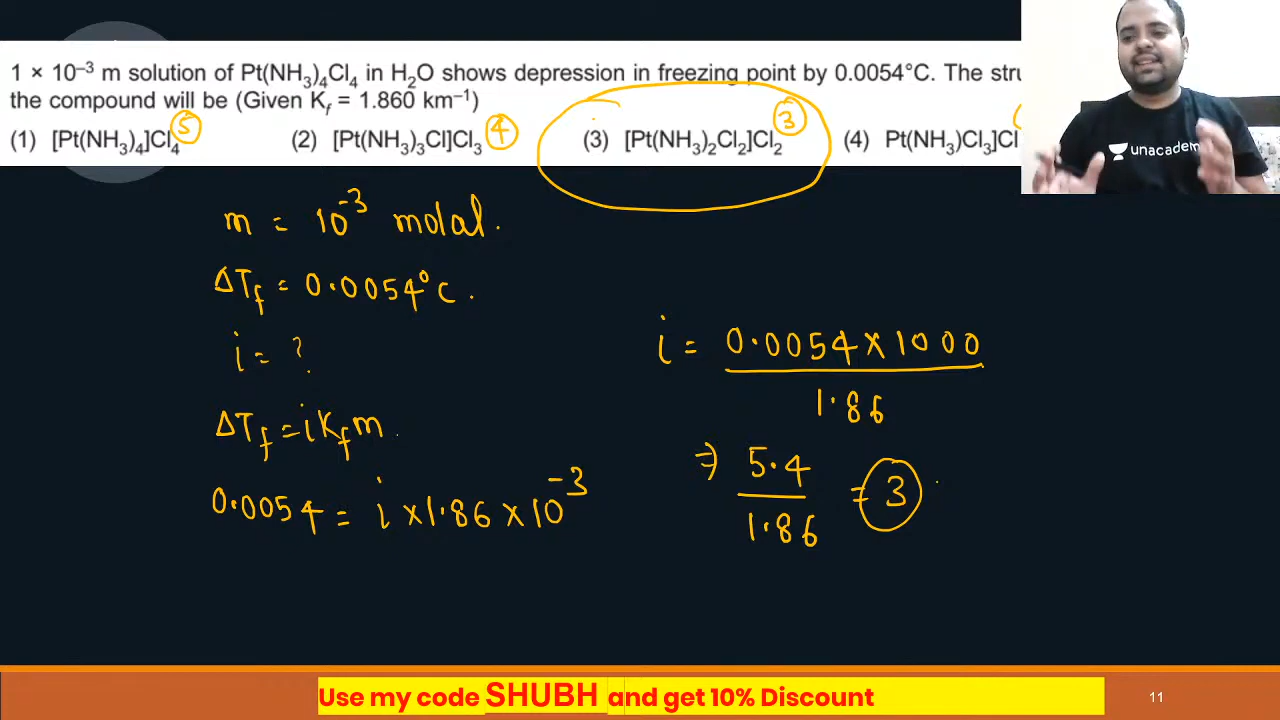 1 × 10⁻³ m solution of Pt(NH₃)₄Cl₄ in H₂O shows depression in freezing point by 0.0054°C. The
the compound will be (Given K_f = 1.860 km⁻¹)
(1) [Pt(NH₃)₄]Cl₄ 5 (2) [Pt(NH₃)₃Cl]Cl₃ 4 (3) [Pt(NH₃)₂Cl₂]Cl₂ 3 (4) Pt(NH₃)Cl₃]Cl
unacadem
m = 10⁻³ molal.
ΔT_f = 0.0054°C.
i = ?
ΔT_f = i K_f m
0.0054 = i × 1.86 × 10⁻³
i = 0.0054 × 1000
1.86
⇒ 5.4 = 3
1.86
Use my code SHUBH and get 10% Discount
11